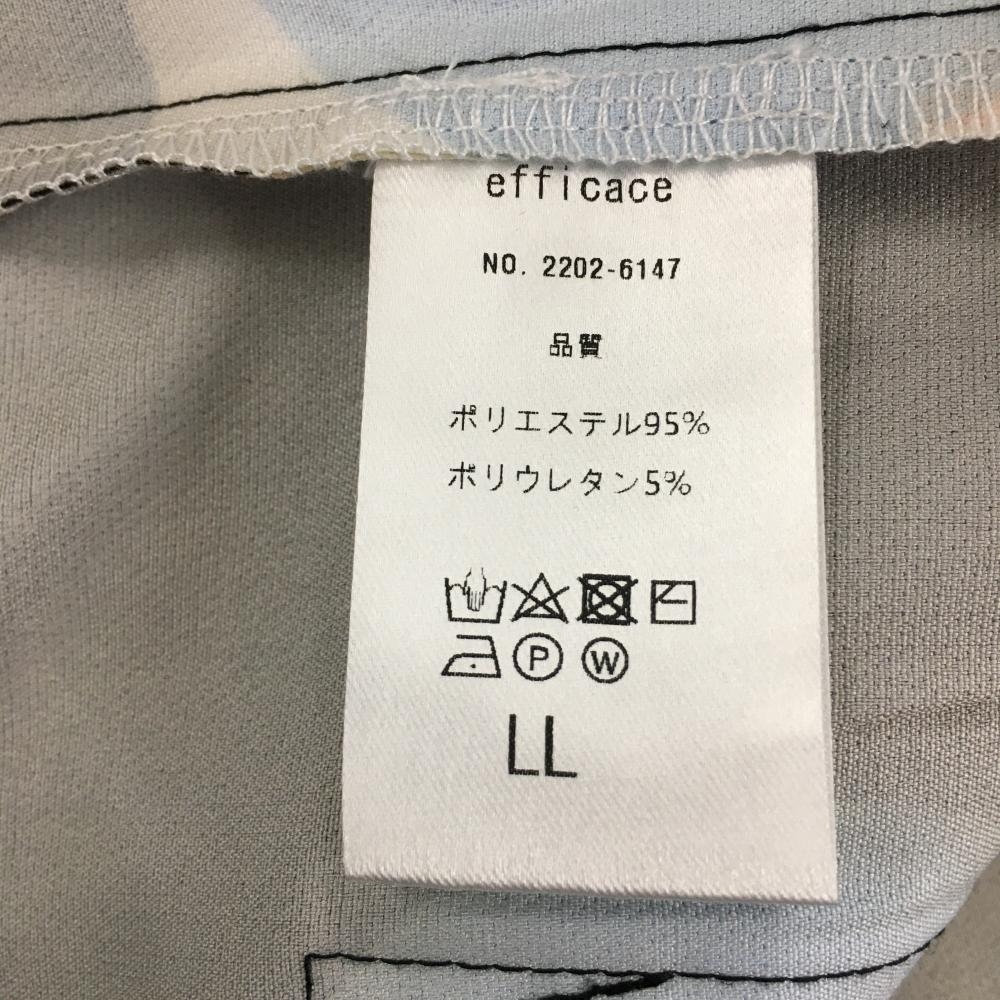 efficace
NO. 2202-6147
品質
ポリエステル95%
ポリウレタン5%
P W
LL